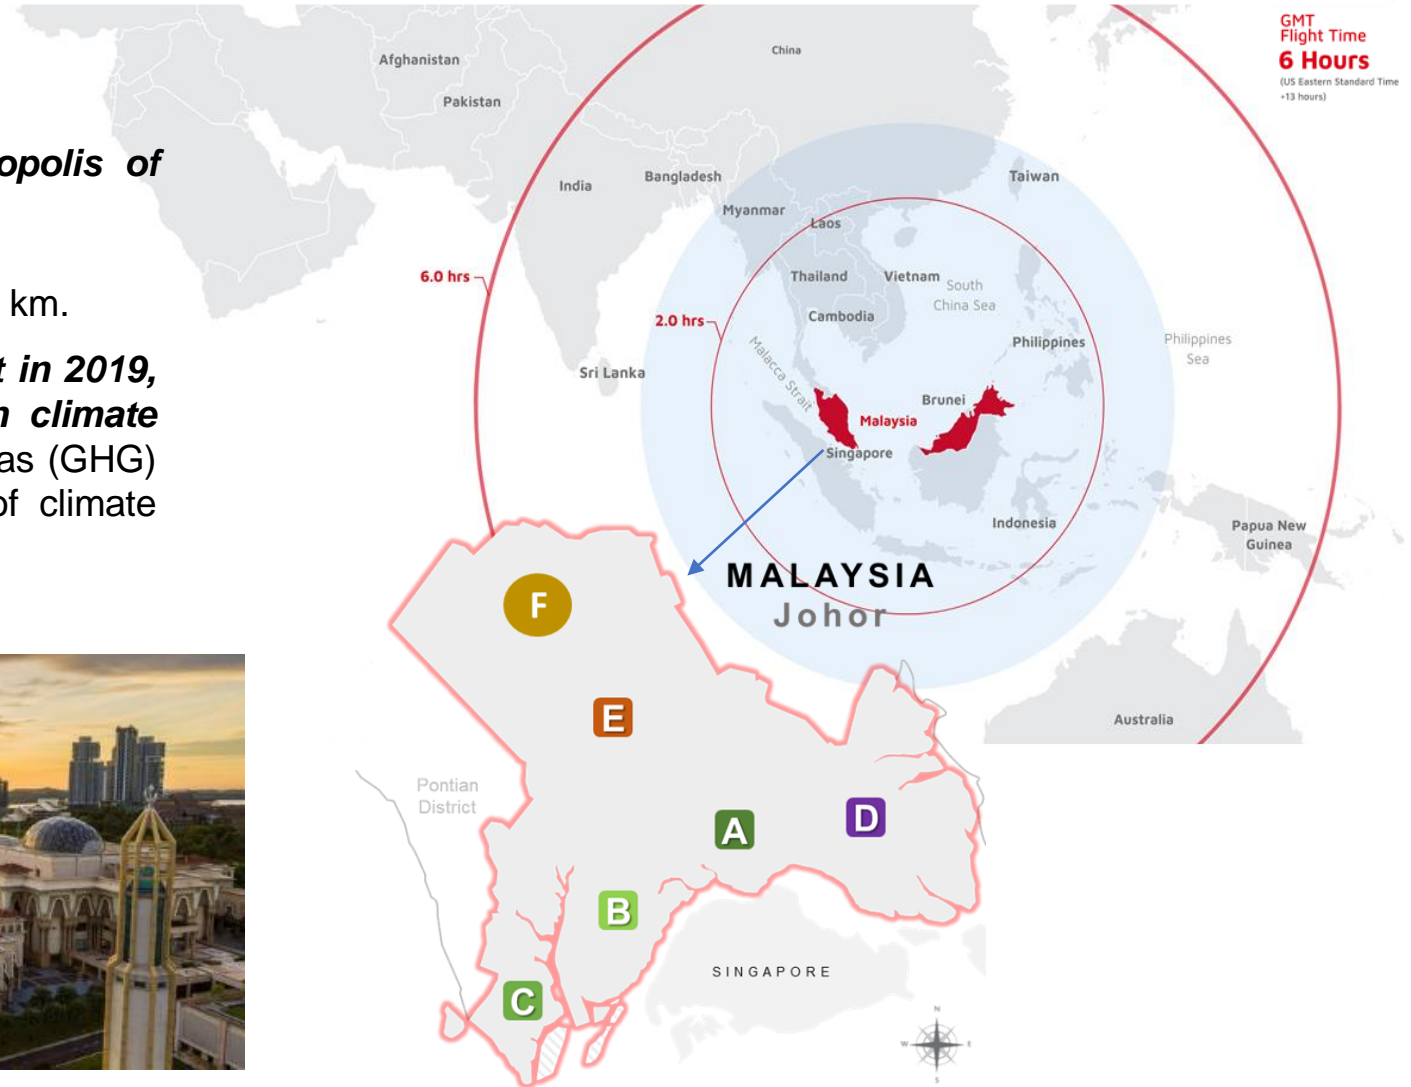 opolis of
km.
t in 2019,
n climate
as (GHG)
of climate
GMT
Flight Time
6 Hours
(US Eastern Standard Time
+13 hours)
Afghanistan
China
Pakistan
India
Bangladesh
Taiwan
Myanmar
Laos
6.0 hrs
Thailand
Vietnam
South
China Sea
2.0 hrs
Cambodia
Malacca Strait
Philippines
Philippines
Sea
Sri Lanka
Brunei
Malaysia
Singapore
Indonesia
Papua New
Guinea
MALAYSIA
Johor
Australia
F
E
Pontian
District
A
D
B
C
SINGAPORE
N
W
E
S